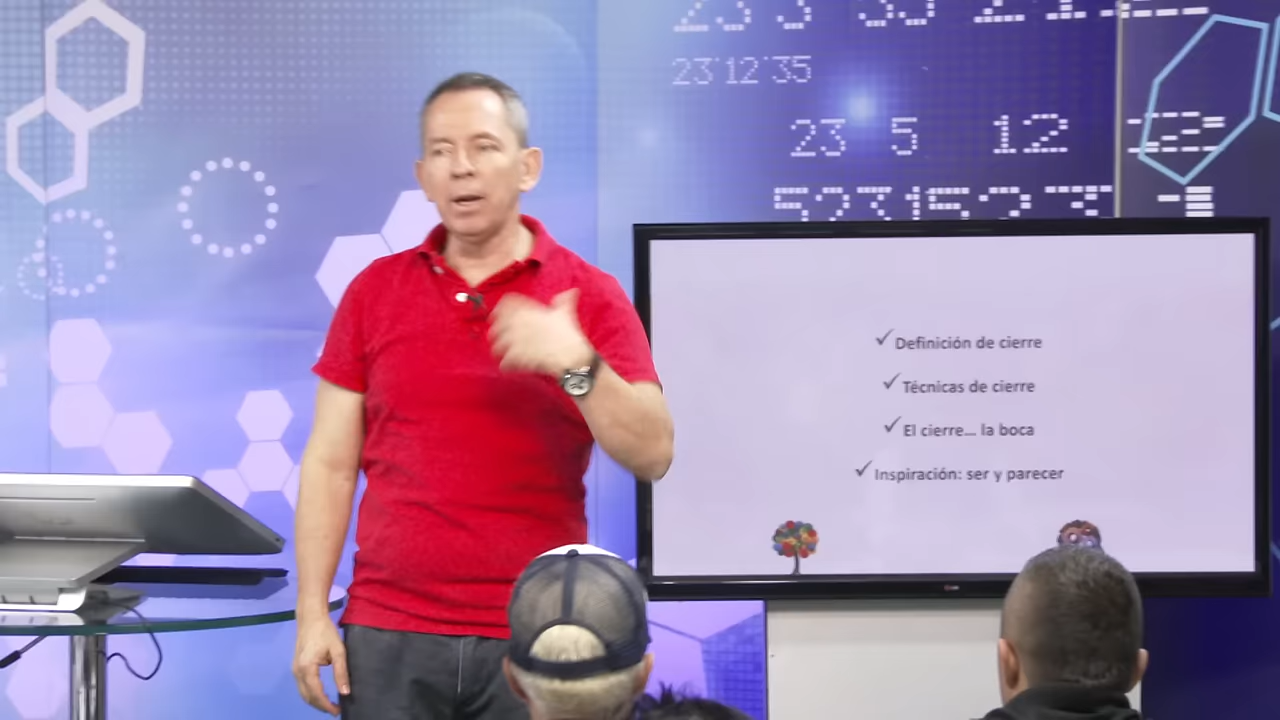 23'12'35
23 5 12
✓ Definición de cierre
✓ Técnicas de cierre
✓ El cierre... la boca
✓ Inspiración: ser y parecer